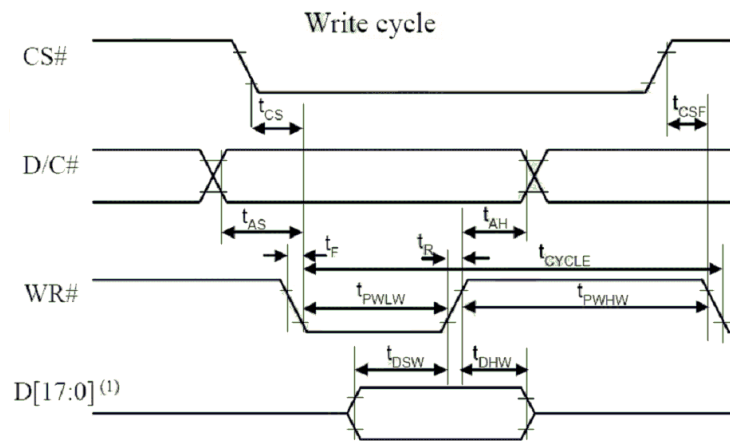 Write cycle
CS#
tCS
tCSF
D/C#
tAS
tAH
tF
tR
tCYCLE
WR#
tPWLW
tPWHW
tDSW
tDHW
D[17:0] (1)